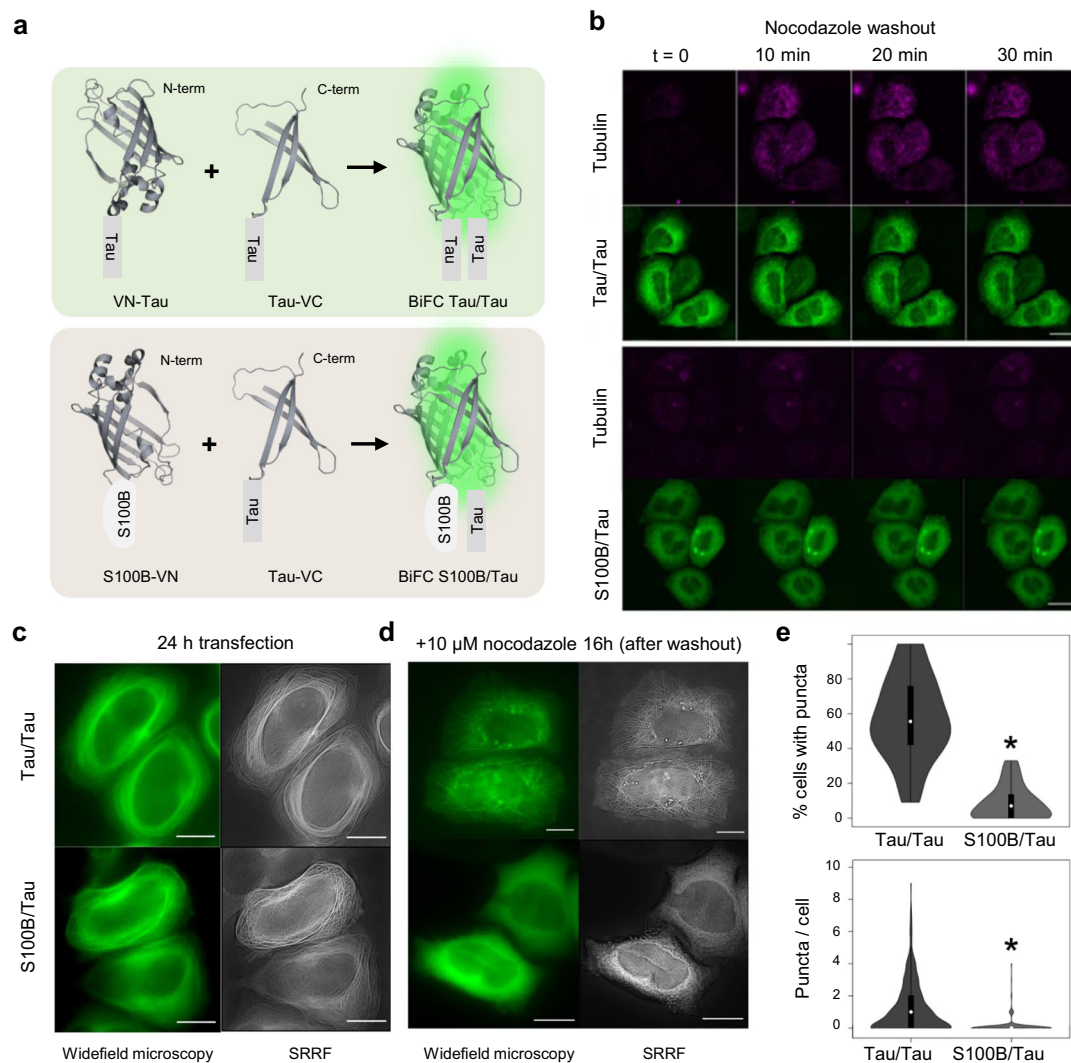 a
N-term
C-term
+
Tau
Tau
Tau
Tau
VN-Tau
Tau-VC
BiFC Tau/Tau
N-term
C-term
+
S100B
Tau
S100B
Tau
S100B-VN
Tau-VC
BiFC S100B/Tau
b
Nocodazole washout
t = 0
10 min
20 min
30 min
Tubulin
Tau/Tau
Tubulin
S100B/Tau
c
24 h transfection
Tau/Tau
S100B/Tau
Widefield microscopy
SRRF
d
+10 µM nocodazole 16h (after washout)
Widefield microscopy
SRRF
e
% cells with puncta
80
60
40
20
0
*
Tau/Tau
S100B/Tau
Puncta / cell
10
8
6
4
2
0
*
Tau/Tau
S100B/Tau